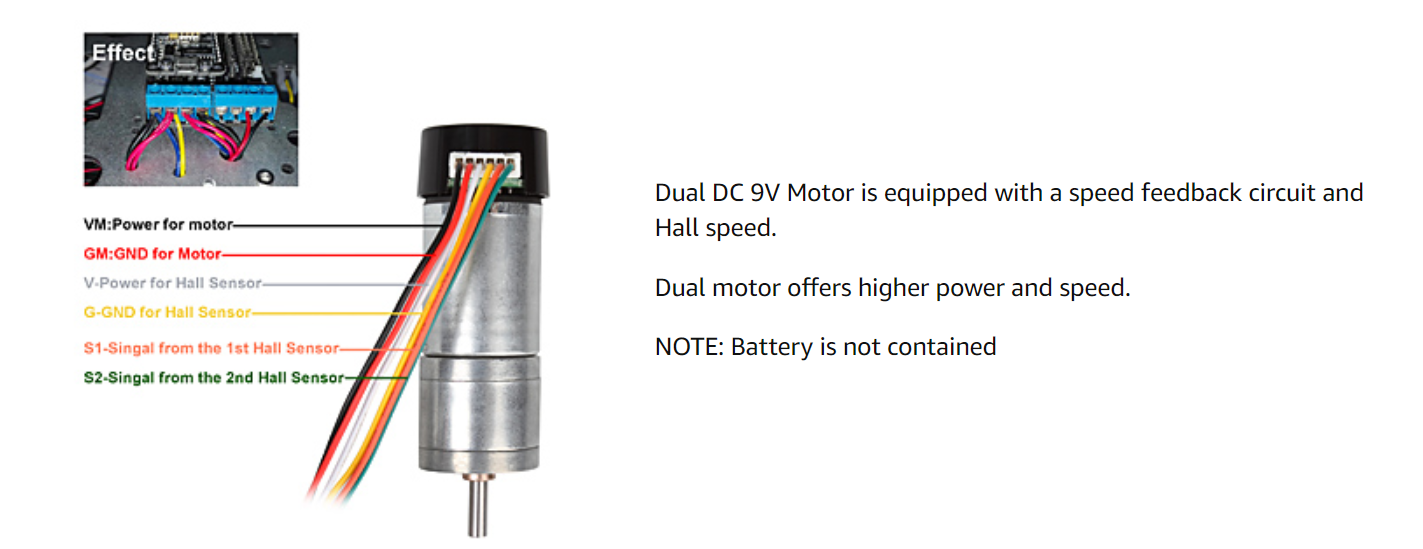 Effect
VM:Power for motor
GM:GND for Motor
V-Power for Hall Sensor
G-GND for Hall Sensor
S1-Singal from the 1st Hall Sensor
S2-Singal from the 2nd Hall Sensor
Dual DC 9V Motor is equipped with a speed feedback circuit and
Hall speed.
Dual motor offers higher power and speed.
NOTE: Battery is not contained